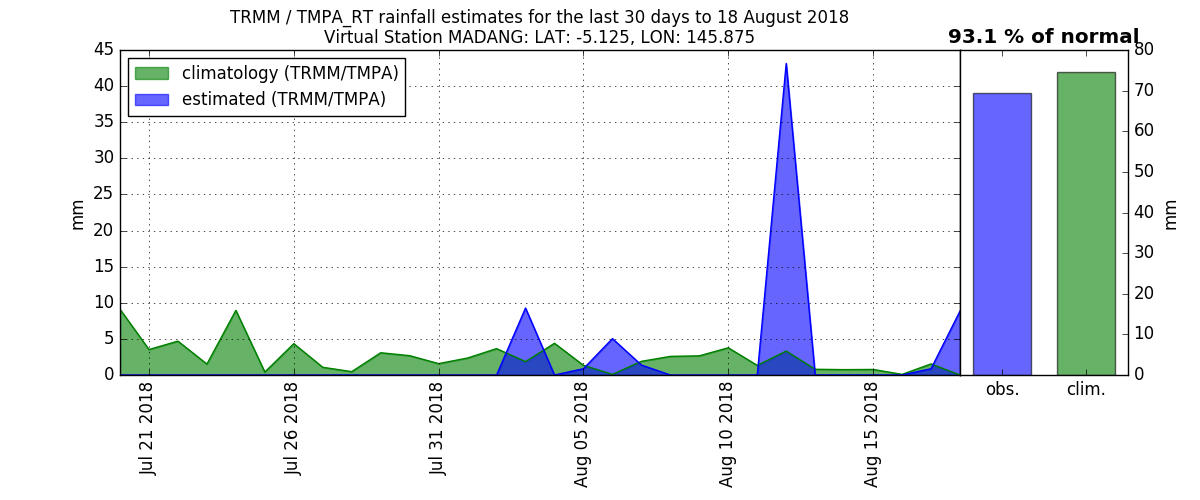 TRMM / TMPA_RT rainfall estimates for the last 30 days to 18 August 2018
Virtual Station MADANG: LAT: -5.125, LON: 145.875
93.1 % of normal
climatology (TRMM/TMPA)
estimated (TRMM/TMPA)
mm
45
40
35
30
25
20
15
10
5
0
Jul 21 2018
Jul 26 2018
Jul 31 2018
Aug 05 2018
Aug 10 2018
Aug 15 2018
obs.
clim.
80
70
60
50
40
30
20
10
0
mm